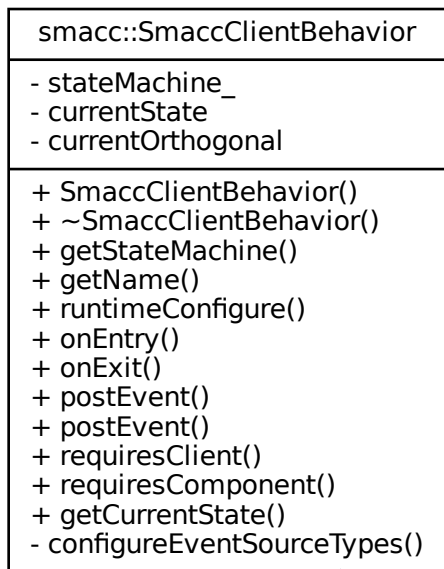 smacc::SmaccClientBehavior
- stateMachine_
- currentState
- currentOrthogonal
+ SmaccClientBehavior()
+ ~SmaccClientBehavior()
+ getStateMachine()
+ getName()
+ runtimeConfigure()
+ onEntry()
+ onExit()
+ postEvent()
+ postEvent()
+ requiresClient()
+ requiresComponent()
+ getCurrentState()
- configureEventSourceTypes()